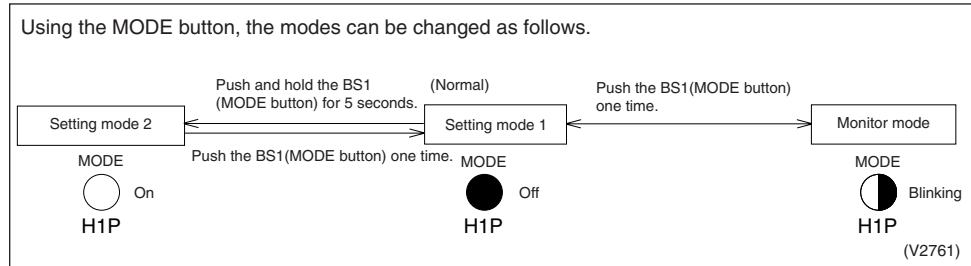 Using the MODE button, the modes can be changed as follows.
Push and hold the BS1
(MODE button) for 5 seconds.
(Normal)
Push the BS1(MODE button)
one time.
Setting mode 2
Setting mode 1
Monitor mode
Push the BS1(MODE button) one time.
MODE
On
H1P
MODE
Off
H1P
MODE
Blinking
H1P
(V2761)